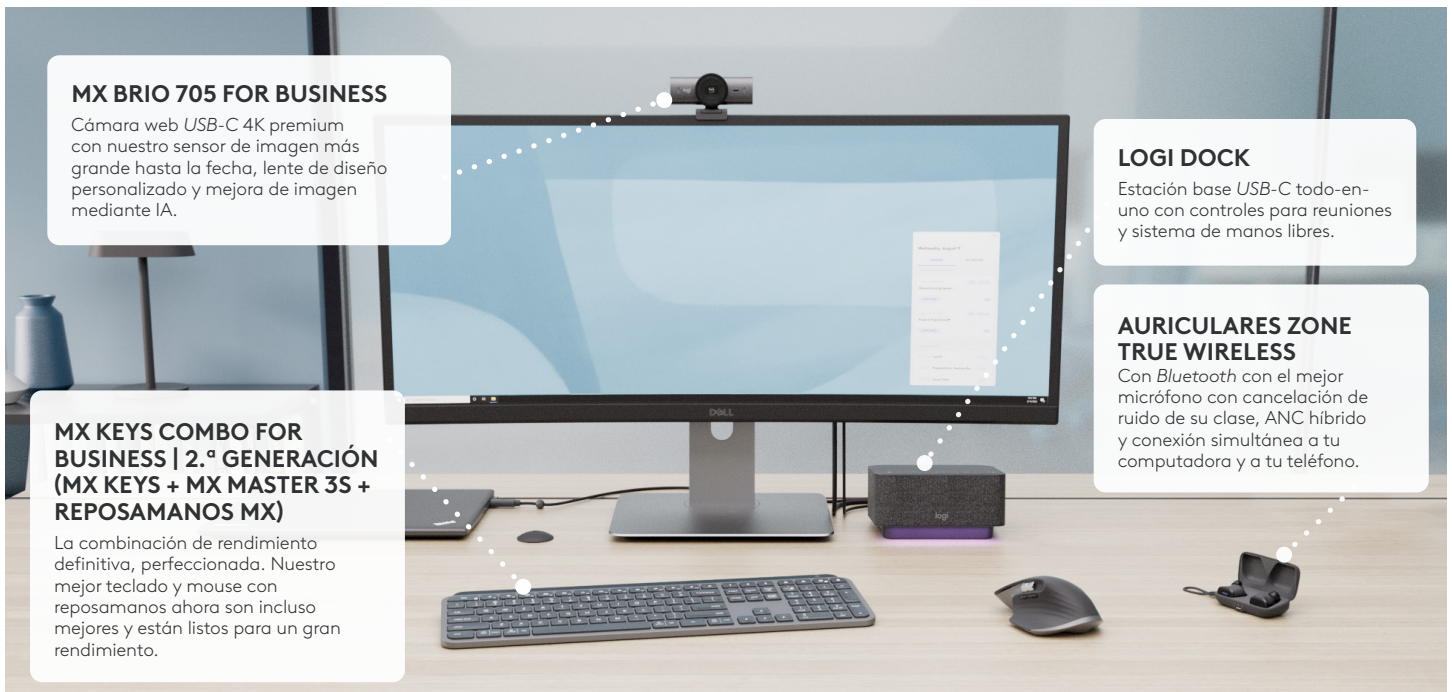 MX BRIO 705 FOR BUSINESS
Cámara web USB-C 4K premium
con nuestro sensor de imagen más
grande hasta la fecha, lente de diseño
personalizado y mejora de imagen
mediante IA.
LOGI DOCK
Estación base USB-C todo-en-
uno con controles para reuniones
y sistema de manos libres.
AURICULARES ZONE
TRUE WIRELESS
Con Bluetooth con el mejor
micrófono con cancelación de
ruido de su clase, ANC híbrido
y conexión simultánea a tu
computadora y a tu teléfono.
MX KEYS COMBO FOR
BUSINESS | 2.ª GENERACIÓN
(MX KEYS + MX MASTER 3S +
REPOSAMANOS MX)
La combinación de rendimiento
definitiva, perfeccionada. Nuestro
mejor teclado y mouse con
reposamanos ahora son incluso
mejores y están listos para un gran
rendimiento.
DELL
logi